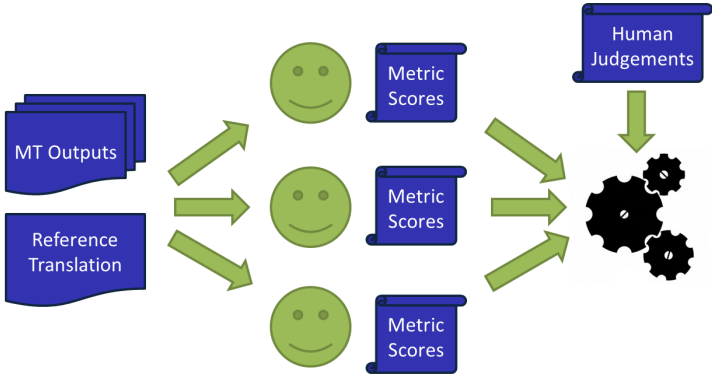 MT Outputs
Reference
Translation
Metric
Scores
Metric
Scores
Metric
Scores
Human
Judgements